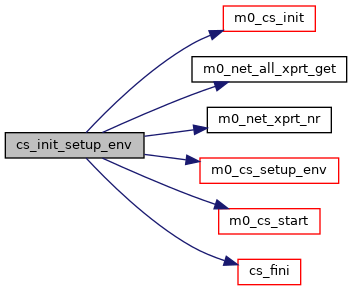 m0_cs_init
m0_net_all_xprt_get
m0_net_xprt_nr
cs_init_setup_env
m0_cs_setup_env
m0_cs_start
cs_fini